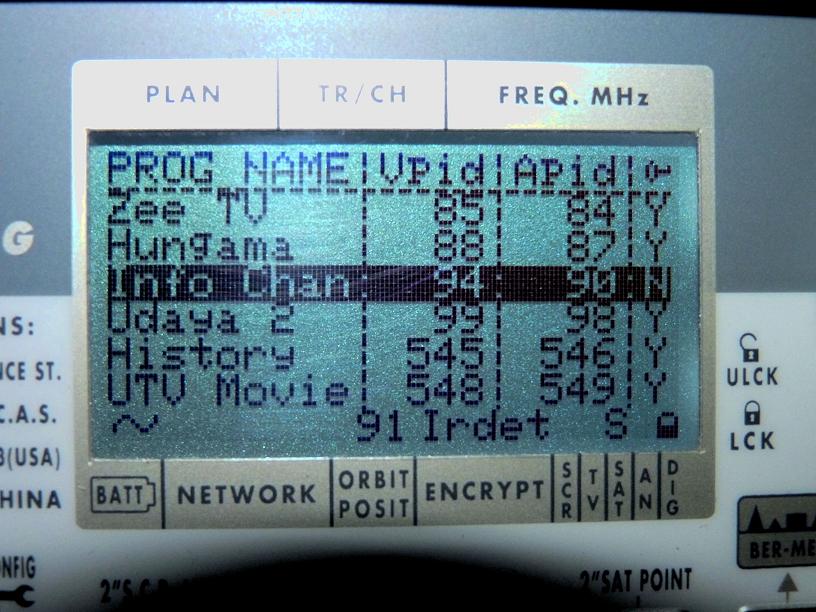 PLAN TR/CH FREQ. MHz
PROG NAME Vpid APid
Zee TV 85 84 Y
G
Hungama 88 87 Y
Info Chan 94 90 N
NS:
Udaya 2 99 98 Y
History 545 546 Y
NCE ST.
ULCK
UTV Movie 548 549 Y
C.A.S.
~ 91 Irdet S
LCK
B(USA)
BATT NETWORK ORBIT POSIT ENCRYPT SCR TV SAT AN DIG
HINA
BER-ME
NFIG
2"SAT POINT